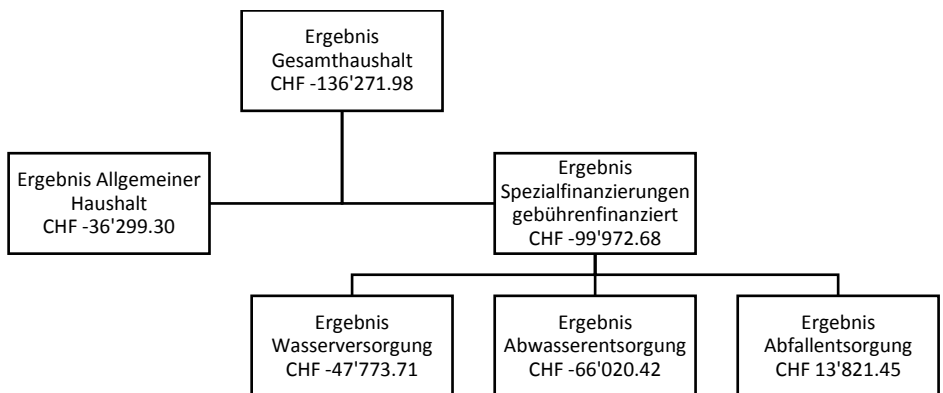 Ergebnis
Gesamthaushalt
CHF -136'271.98
Ergebnis Allgemeiner
Haushalt
CHF -36'299.30
Ergebnis
Spezialfinanzierungen
gebührenfinanziert
CHF -99'972.68
Ergebnis
Wasserversorgung
CHF -47'773.71
Ergebnis
Abwasserentsorgung
CHF -66'020.42
Ergebnis
Abfallentsorgung
CHF 13'821.45